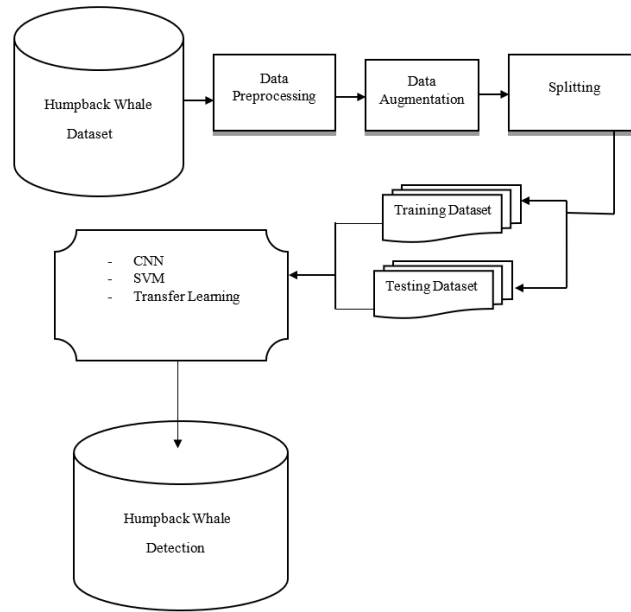 Humpback Whale
Dataset
Data
Preprocessing
Data
Augmentation
Splitting
Training Dataset
Testing Dataset
- CNN
- SVM
- Transfer Learning
Humpback Whale
Detection